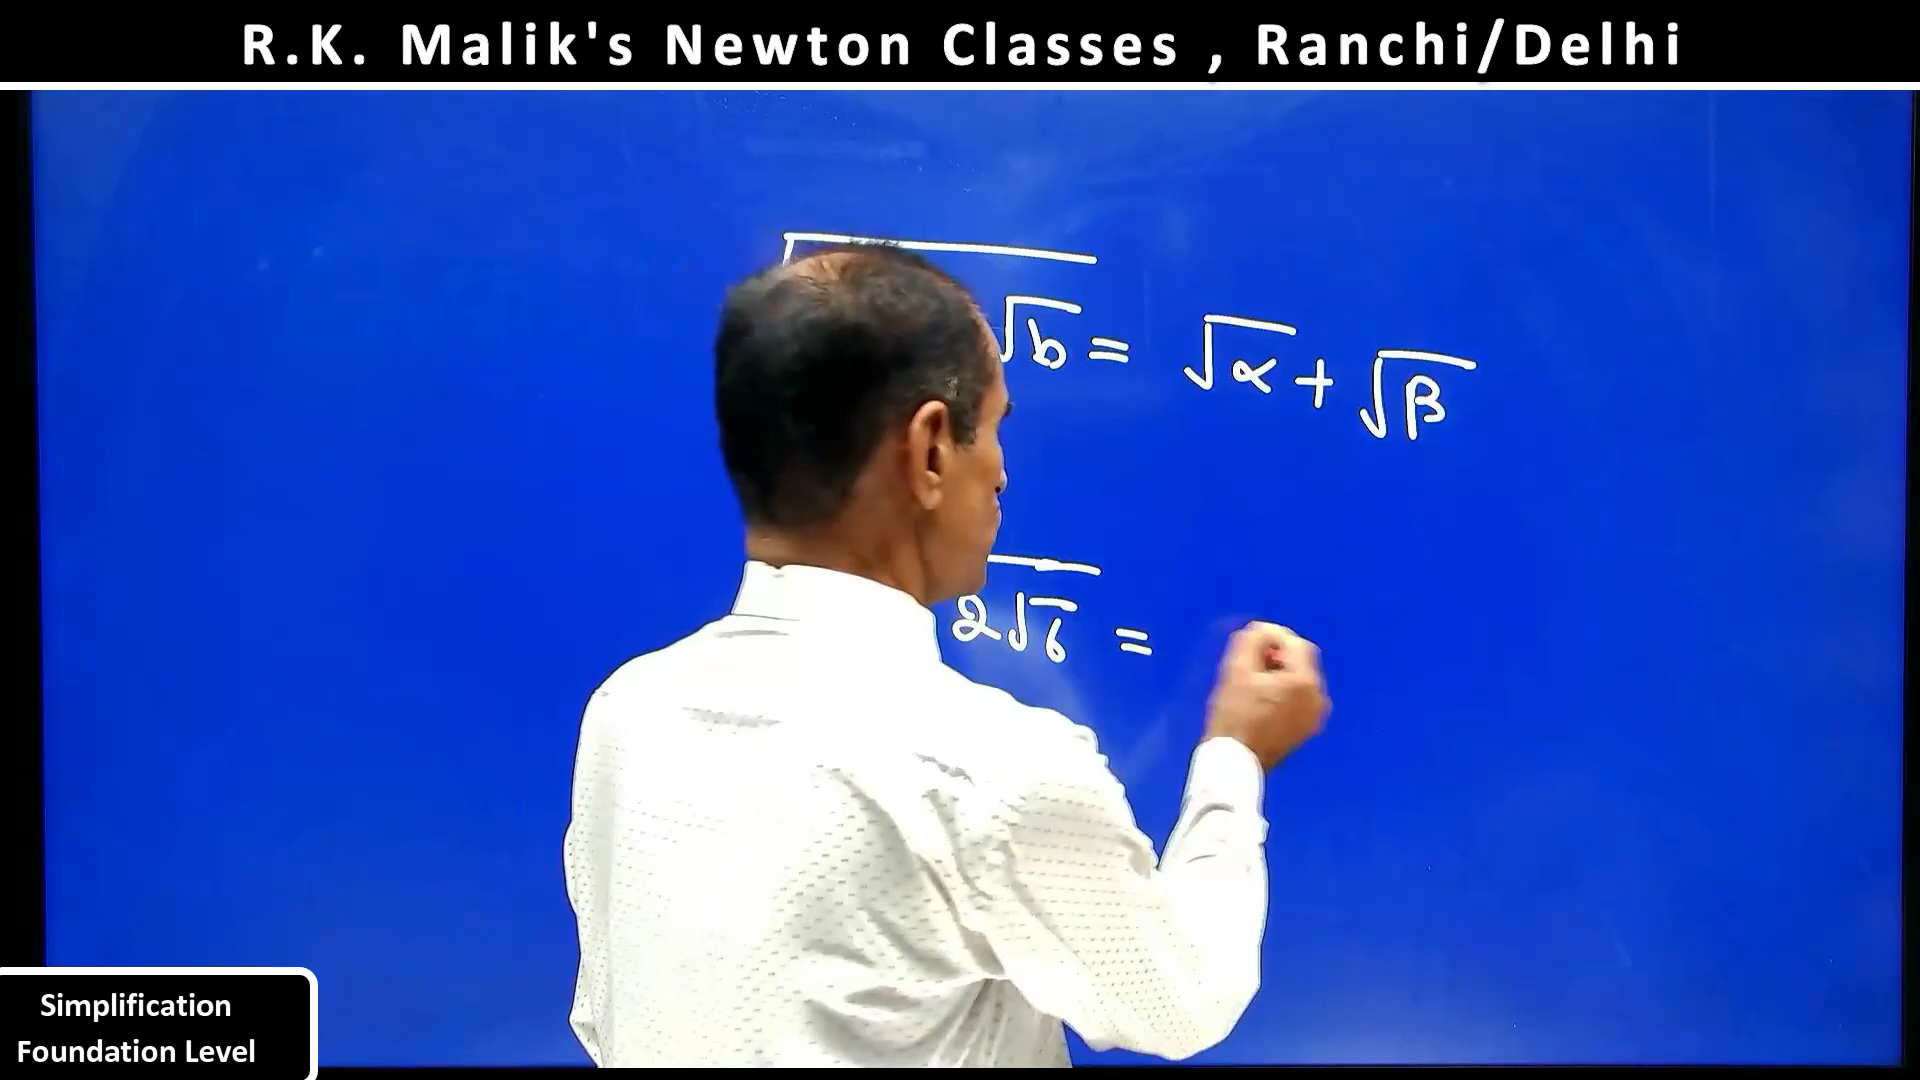 R.K. Malik's Newton Classes , Ranchi/Delhi
√b = √α + √β
2√6 =
Simplification
Foundation Level